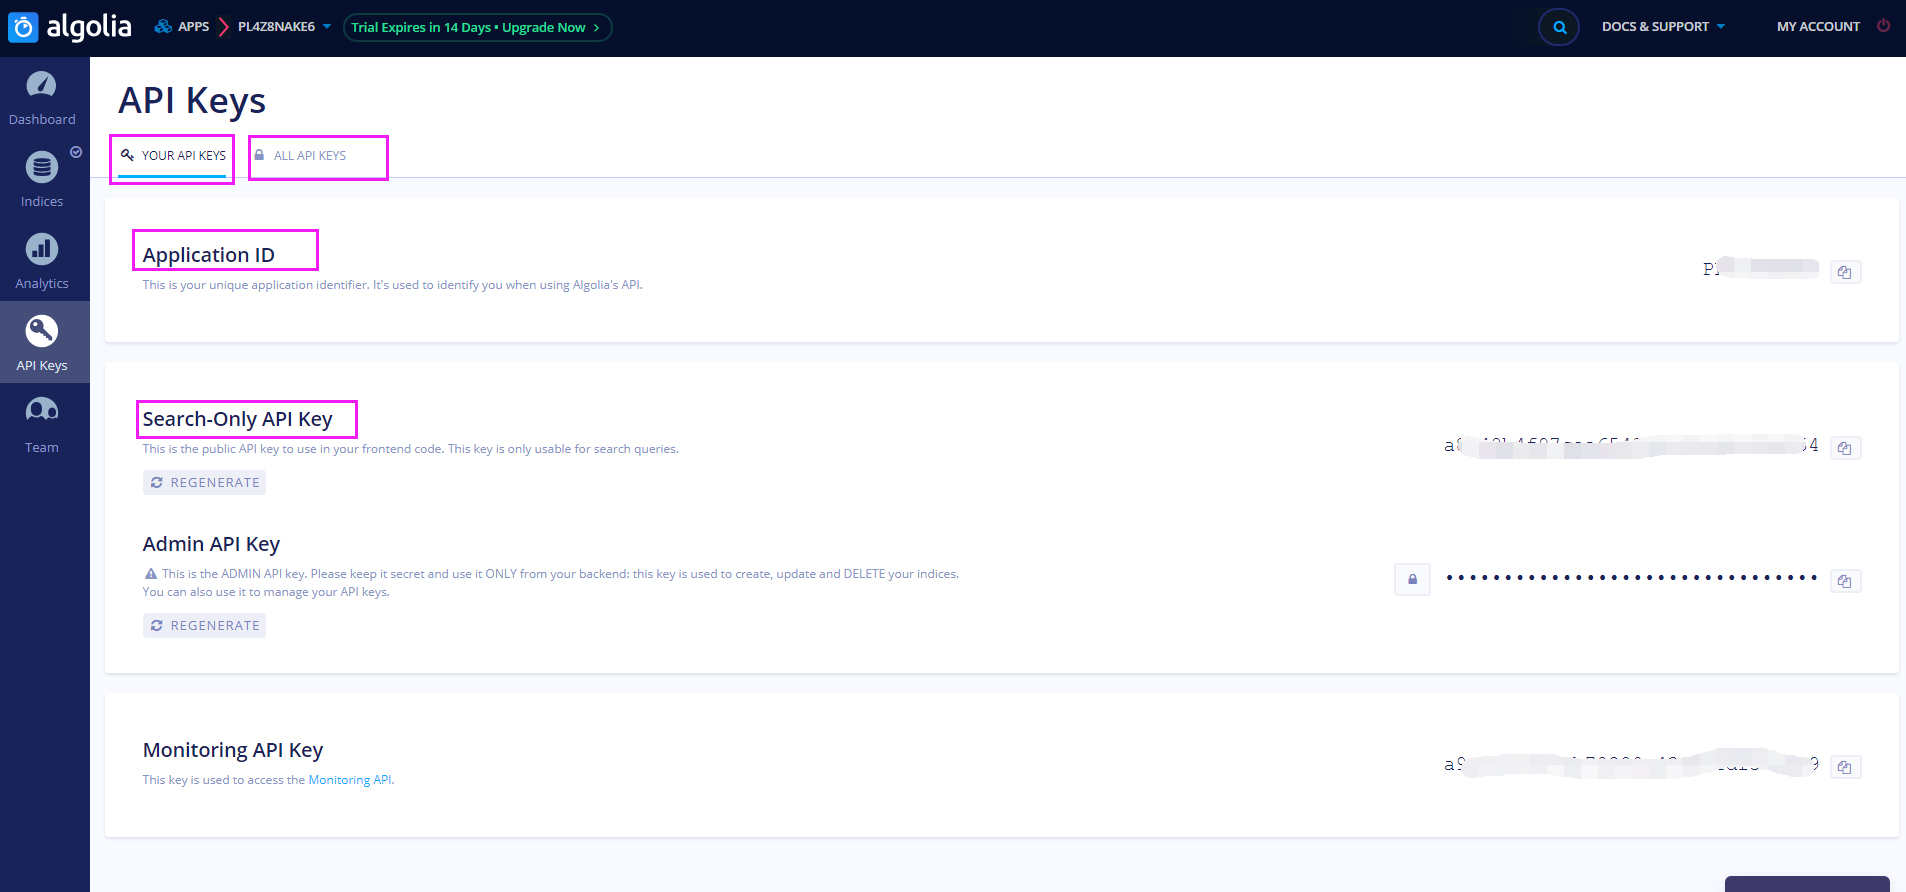 algolia
APPS
PL4Z8NAKE6
Trial Expires in 14 Days • Upgrade Now
DOCS & SUPPORT
MY ACCOUNT
Dashboard
Indices
Analytics
API Keys
Team
API Keys
YOUR API KEYS
ALL API KEYS
Application ID
This is your unique application identifier. It's used to identify you when using Algolia's API.
Search-Only API Key
This is the public API key to use in your frontend code. This key is only usable for search queries.
REGENERATE
Admin API Key
This is the ADMIN API key. Please keep it secret and use it ONLY from your backend: this key is used to create, update and DELETE your indices.
You can also use it to manage your API keys.
REGENERATE
Monitoring API Key
This key is used to access the Monitoring API.